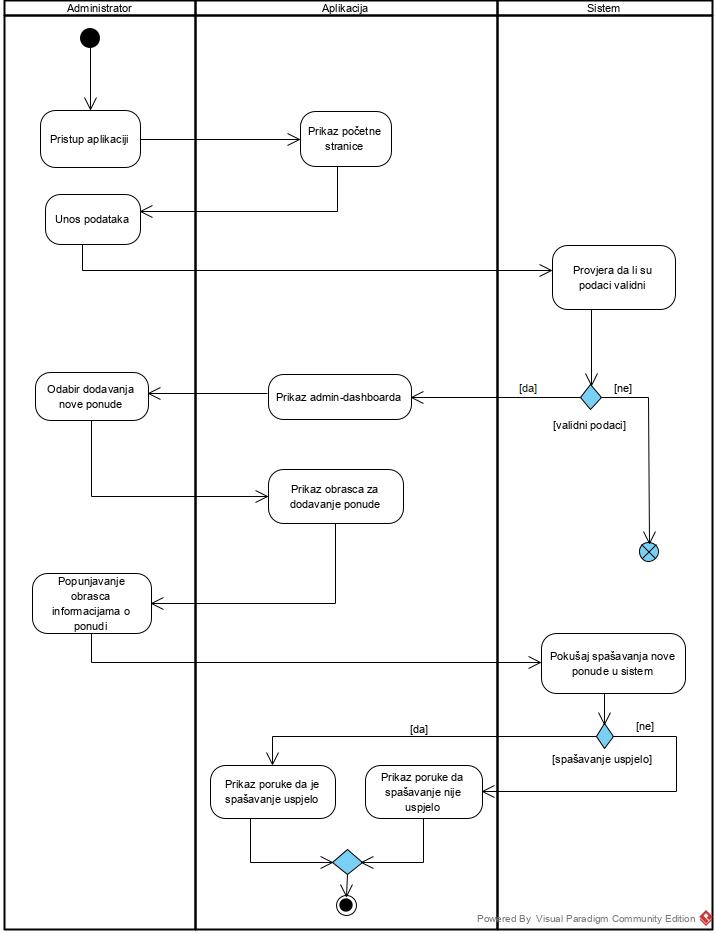 Administrator
Aplikacija
Sistem
Pristup aplikaciji
Prikaz početne
stranice
Unos podataka
Provjera da li su
podaci validni
Odabir dodavanja
nove ponude
Prikaz admin-dashboarda
[da]
[ne]
[validni podaci]
Prikaz obrasca za
dodavanje ponude
Popunjavanje
obrasca
informacijama o
ponudi
Pokušaj spašavanja nove
ponude u sistem
[da]
[ne]
[spašavanje uspjelo]
Prikaz poruke da je
spašavanje uspjelo
Prikaz poruke da
spašavanje nije
uspjelo
Powered By Visual Paradigm Community Edition